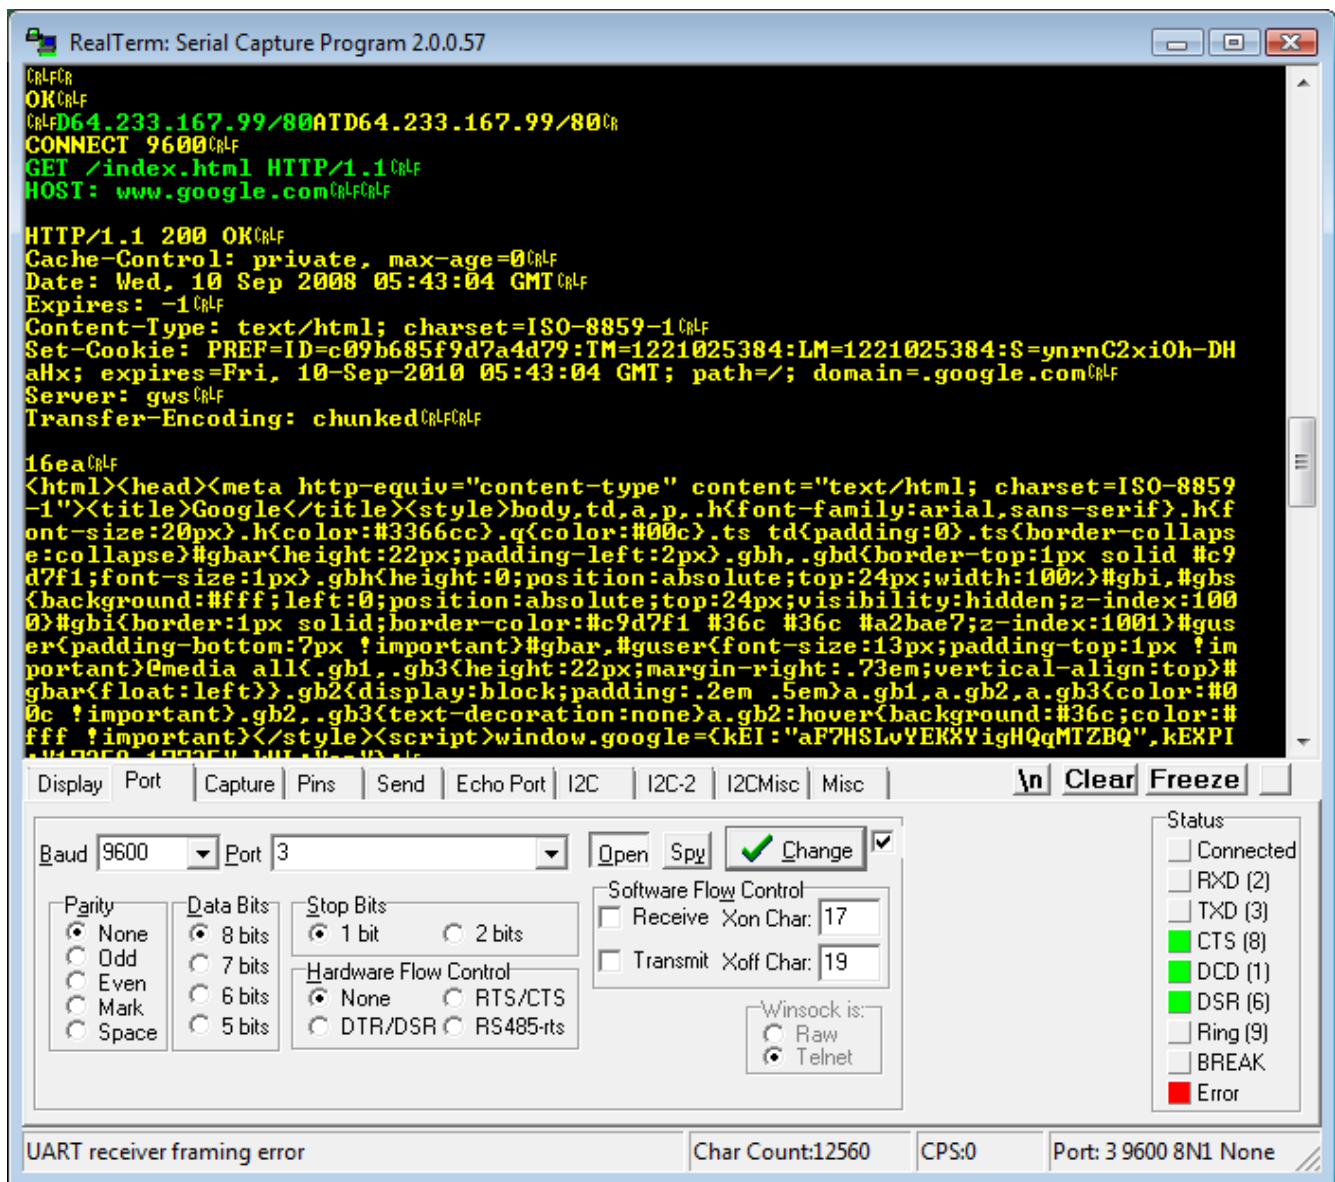 RealTerm: Serial Capture Program 2.0.0.57
CRLFCR
OKCRLF
CRLFD64.233.167.99/80ATD64.233.167.99/80CR
CONNECT 9600CRLF
GET /index.html HTTP/1.1CRLF
HOST: www.google.comCRLFCRLF
HTTP/1.1 200 OKCRLF
Cache-Control: private, max-age=0CRLF
Date: Wed, 10 Sep 2008 05:43:04 GMTCRLF
Expires: -1CRLF
Content-Type: text/html; charset=ISO-8859-1CRLF
Set-Cookie: PREF=ID=c09b685f9d7a4d79:TM=1221025384:LM=1221025384:S=ynrnC2xiOh-DH
aHx; expires=Fri, 10-Sep-2010 05:43:04 GMT; path=/; domain=.google.comCRLF
Server: gwsCRLF
Transfer-Encoding: chunkedCRLFCRLF
16eaCRLF
<html><head><meta http-equiv="content-type" content="text/html; charset=ISO-8859
-1"><title>Google</title><style>body,td,a,p,.h{font-family:arial,sans-serif}.h{f
ont-size:20px}.h{color:#3366cc}.q{color:#00c}.ts td{padding:0}.ts{border-collaps
e:collapse}#gbar{height:22px;padding-left:2px}.gbh,.gbd{border-top:1px solid #c9
d7f1;font-size:1px}.gbh{height:0;position:absolute;top:24px;width:100%}#gbi,#gbs
{background:#fff;left:0;position:absolute;top:24px;visibility:hidden;z-index:100
0}#gbi{border:1px solid;border-color:#c9d7f1 #36c #36c #a2bae7;z-index:1001}#gus
er{padding-bottom:7px !important}#gbar,#guser{font-size:13px;padding-top:1px !im
portant}@media all{.gb1,.gb3{height:22px;margin-right:.73em;vertical-align:top}#
gbar{float:left}}.gb2{display:block;padding:.2em .5em}a.gb1,a.gb2,a.gb3{color:#0
0c !important}.gb2,.gb3{text-decoration:none}a.gb2:hover{background:#36c;color:#
fff !important}</style><script>window.google={kEI:"aF7HSLvYEKXYigHQqMTZBQ",kEXPI
Display Port Capture Pins Send Echo Port I2C I2C-2 I2CMisc Misc \n Clear Freeze
Baud 9600 Port 3 Open Spy Change
Parity
None
Odd
Even
Mark
Space
Data Bits
8 bits
7 bits
6 bits
5 bits
Stop Bits
1 bit 2 bits
Hardware Flow Control
None RTS/CTS
DTR/DSR RS485-rts
Software Flow Control
Receive Xon Char: 17
Transmit Xoff Char: 19
Winsock is:
Raw
Telnet
Status
Connected
RXD (2)
TXD (3)
CTS (8)
DCD (1)
DSR (6)
Ring (9)
BREAK
Error
UART receiver framing error Char Count:12560 CPS:0 Port: 3 9600 8N1 None